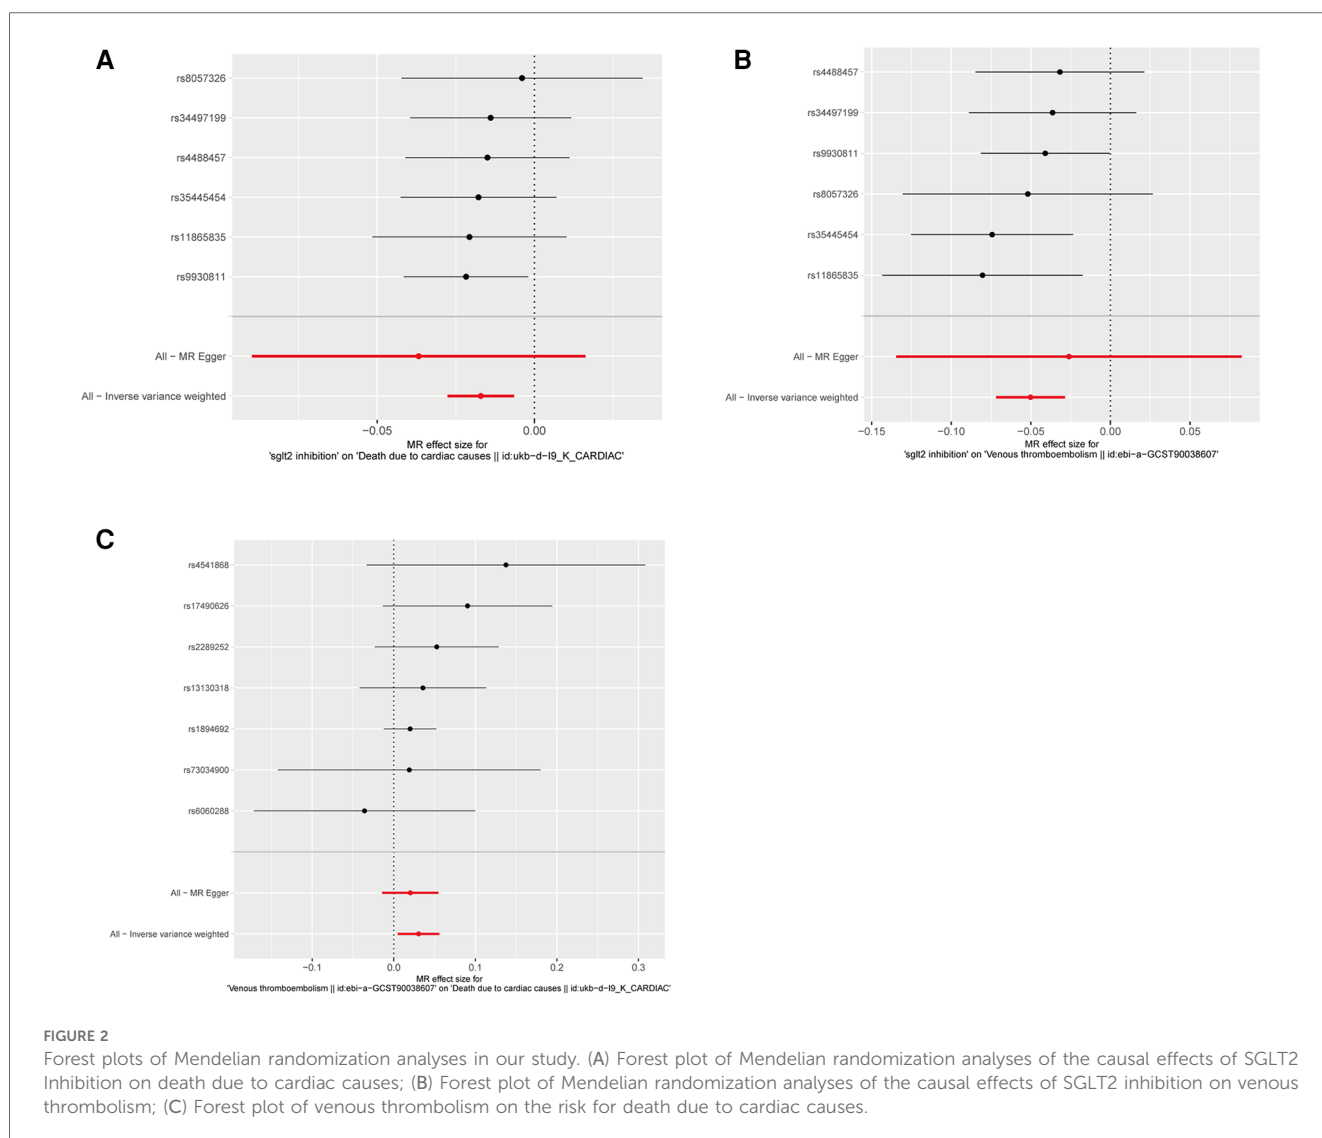 A
rs8057326
rs34497199
rs4488457
rs35445454
rs11865835
rs9930811
All − MR Egger
All − Inverse variance weighted
−0.05 0.00
MR effect size for
'sglt2 inhibition' on 'Death due to cardiac causes || id:ukb−d−I9_K_CARDIAC'
B
rs4488457
rs34497199
rs9930811
rs8057326
rs35445454
rs11865835
All − MR Egger
All − Inverse variance weighted
−0.15 −0.10 −0.05 0.00 0.05
MR effect size for
'sglt2 inhibition' on 'Venous thromboembolism || id:ebi−a−GCST90038607'
C
rs4541868
rs17490626
rs2289252
rs13130318
rs1894692
rs73034900
rs6060288
All − MR Egger
All − Inverse variance weighted
−0.1 0.0 0.1 0.2 0.3
MR effect size for
'Venous thromboembolism || id:ebi−a−GCST90038607' on 'Death due to cardiac causes || id:ukb−d−I9_K_CARDIAC'
FIGURE 2
Forest plots of Mendelian randomization analyses in our study. (A) Forest plot of Mendelian randomization analyses of the causal effects of SGLT2
Inhibition on death due to cardiac causes; (B) Forest plot of Mendelian randomization analyses of the causal effects of SGLT2 inhibition on venous
thrombolism; (C) Forest plot of venous thrombolism on the risk for death due to cardiac causes.